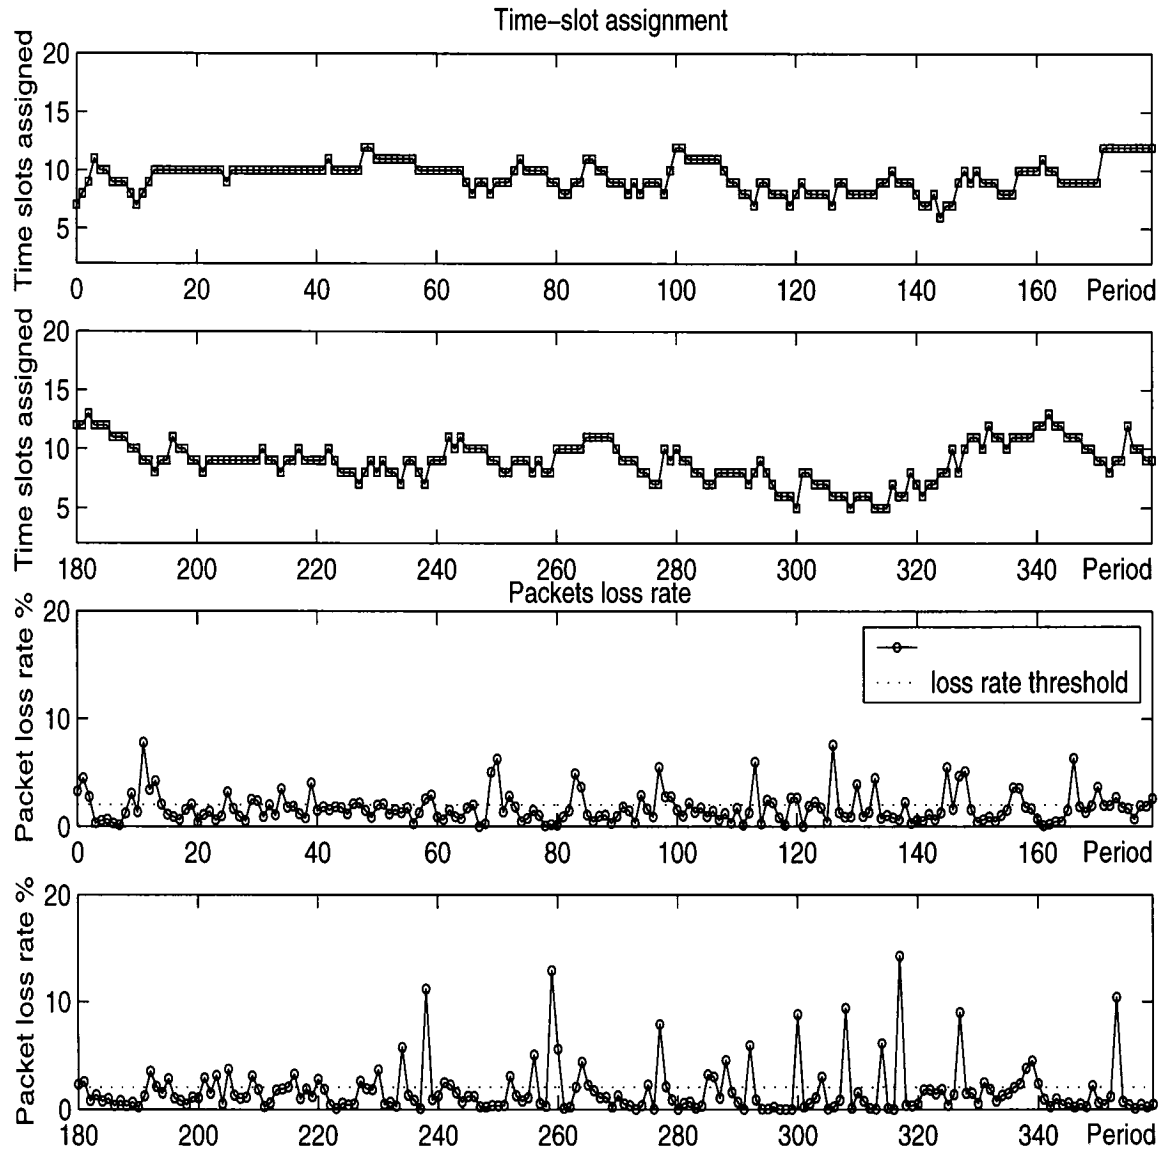 Time-slot assignment
Time slots assigned
20
15
10
5
0 20 40 60 80 100 120 140 160 Period
Time slots assigned
20
15
10
5
180 200 220 240 260 280 300 320 340 Period
Packets loss rate
Packet loss rate %
20
10
0
loss rate threshold
0 20 40 60 80 100 120 140 160 Period
Packet loss rate %
20
10
0
180 200 220 240 260 280 300 320 340 Period